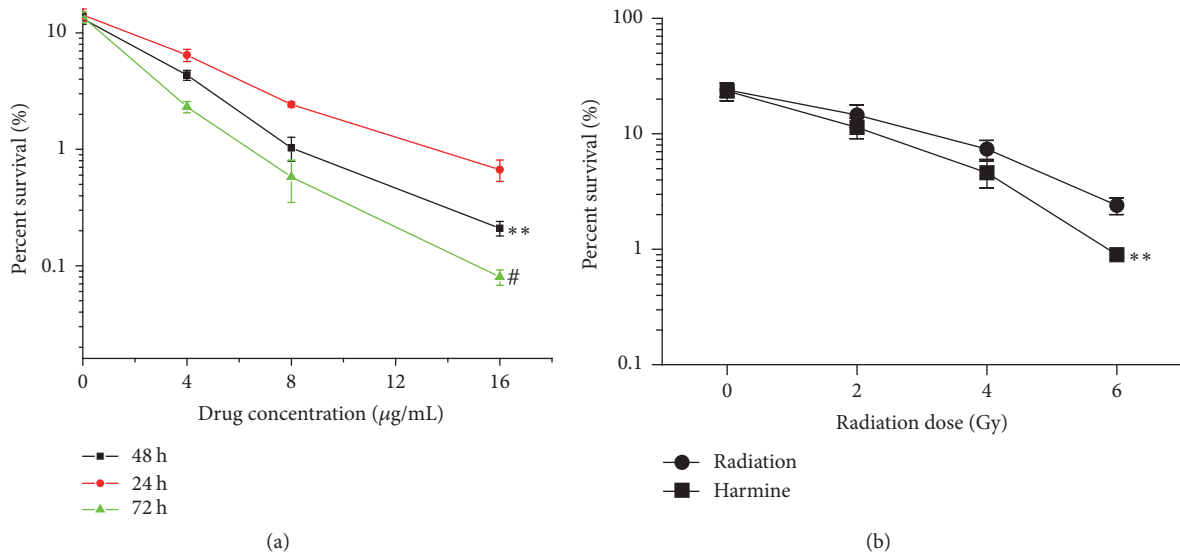 10
1
0.1
Percent survival (%)
0 4 8 12 16
Drug concentration (μg/mL)
**
#
48 h
24 h
72 h
(a)
100
10
1
0.1
Percent survival (%)
0 2 4 6
Radiation dose (Gy)
**
Radiation
Harmine
(b)